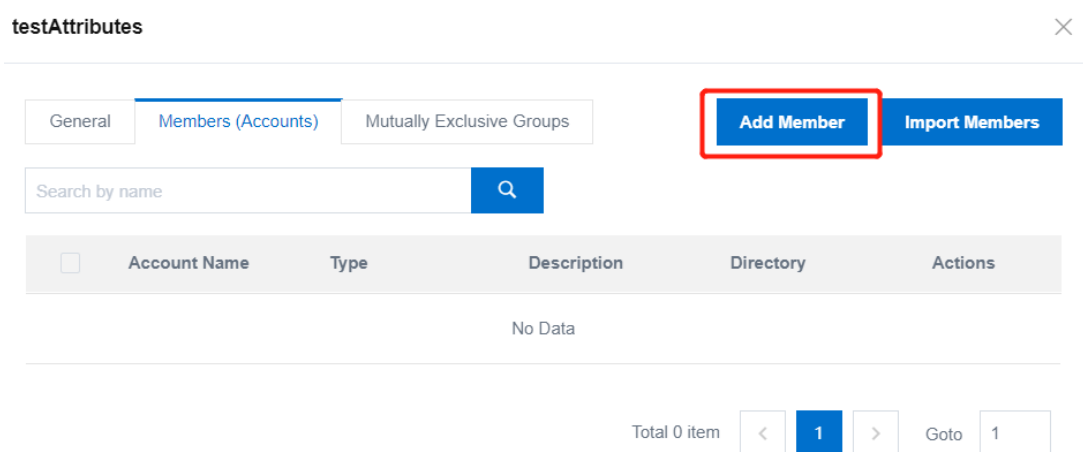 testAttributes
General Members (Accounts) Mutually Exclusive Groups Add Member Import Members
Search by name
Account Name Type Description Directory Actions
No Data
Total 0 item < 1 > Goto 1